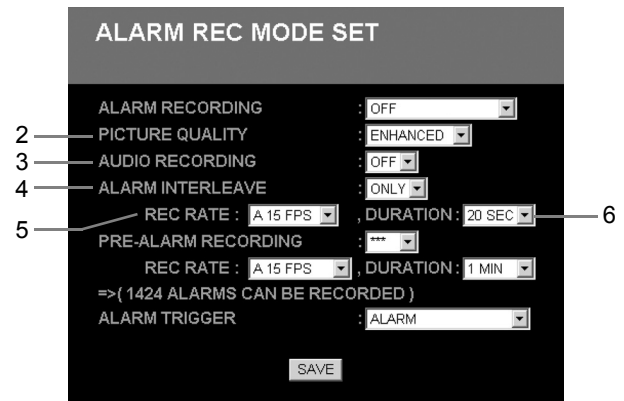 ALARM REC MODE SET
ALARM RECORDING : OFF
2 PICTURE QUALITY : ENHANCED
3 AUDIO RECORDING : OFF
4 ALARM INTERLEAVE : ONLY
5 REC RATE : A 15 FPS , DURATION : 20 SEC 6
PRE-ALARM RECORDING : ***
REC RATE : A 15 FPS , DURATION : 1 MIN
=>( 1424 ALARMS CAN BE RECORDED )
ALARM TRIGGER : ALARM
SAVE